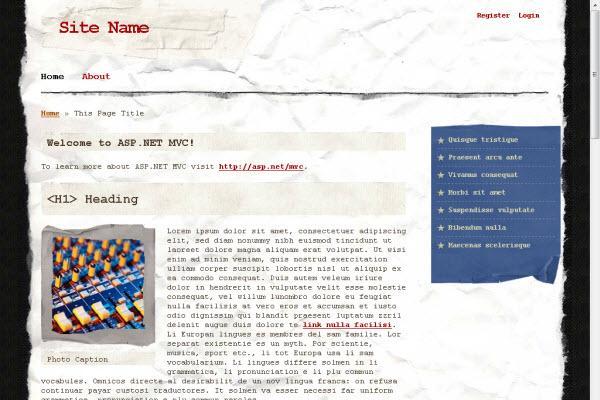 Site Name
Register Login
Home About
Home » This Page Title
Welcome to ASP.NET MVC!
To learn more about ASP.NET MVC visit http://asp.net/mvc.
<H1> Heading
Lorem ipsum dolor sit amet, consectetuer adipiscing
elit, sed diam nonummy nibh euismod tincidunt ut
laoreet dolore magna aliquam erat volutpat. Ut wisi
enim ad minim veniam, quis nostrud exercitation
ulliam corper suscipit lobortis nisl ut aliquip ex
ea commodo consequat. Duis autem veleum iriure
dolor in hendrerit in vulputate velit esse molestie
consequat, vel willum lunombro dolore eu feugiat
nulla facilisis at vero eros et accumsan et iusto
odio dignissim qui blandit praesent luptatum zzril
delenit augue duis dolore te link nulla facilisi.
Li Europan lingues es membres del sam familie. Lor
separat existentie es un myth. Por scientie,
musica, sport etc., li tot Europa usa li sam
vocabularium. Li lingues differe solmen in li
grammatica, li pronunciation e li plu commun
vocabules. Omnicos directe al desirabilit de un nov lingua franca: on refusa
continuar payar custosi traductores. It solmen va esser necessi far uniform
grammatica, pronunciation e plu commun paroles.
Photo Caption
Quisque tristique
Praesent arcu ante
Vivamus consequat
Morbi sit amet
Suspendisse vulputate
Bibendum nulla
Maecenas scelerisque